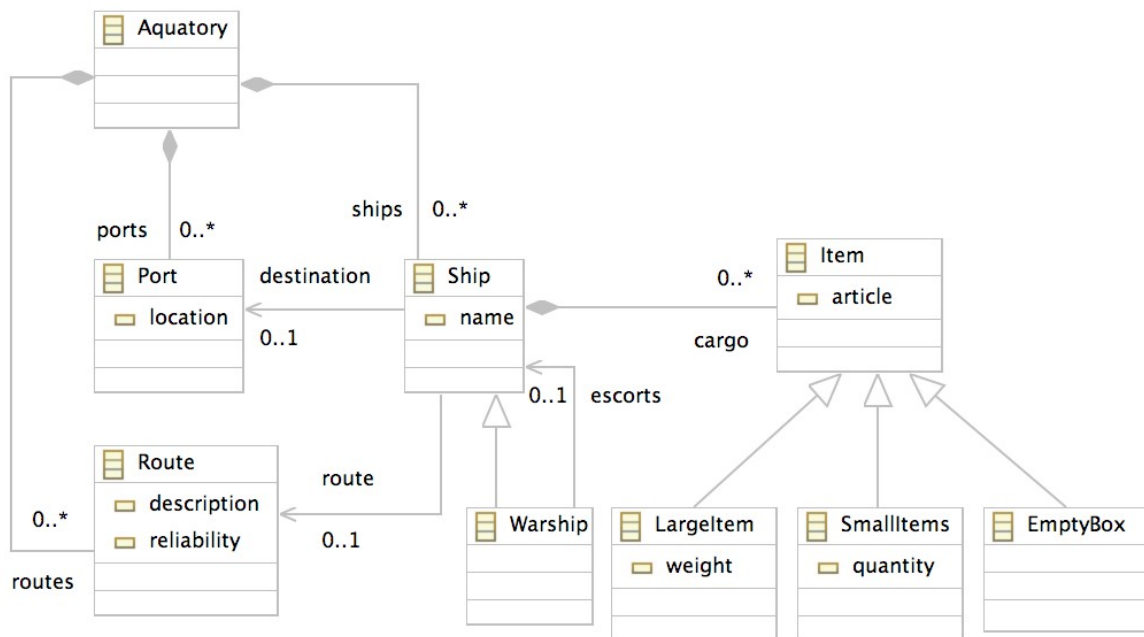 Aquatory
ships 0..*
ports 0..*
Port
location
destination
0..1
Ship
name
0..*
cargo
Item
article
0..1 escorts
Route
description
reliability
route
0..1
0..*
routes
Warship
LargeItem
weight
SmallItems
quantity
EmptyBox